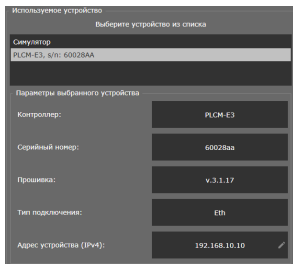 Используемое устройство
Выберите устройство из списка
Симулятор
PLCM-E3, s/n: 60028AA
Параметры выбранного устройства
Контроллер: PLCM-E3
Серийный номер: 60028aa
Прошивка: v.3.1.17
Тип подключения: Eth
Адрес устройства (IPv4): 192.168.10.10